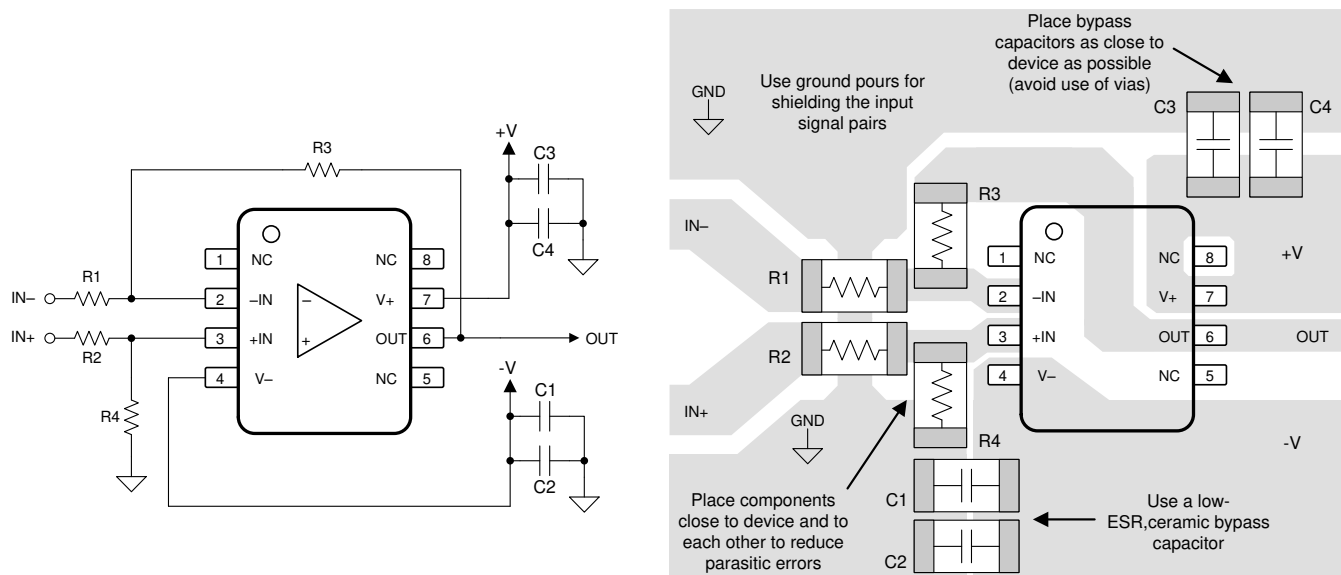 +V
R3
C3
C4
1
NC
NC
8
R1
IN–
2
–IN
V+
7
–
IN+
R2
3
+IN
+
OUT
6
OUT
4
V–
NC
5
-V
R4
C1
C2
Place bypass
capacitors as close to
device as possible
(avoid use of vias)
Use ground pours for
shielding the input
signal pairs
GND
C3
C4
R3
IN–
1
NC
NC
8
+V
R1
2
–IN
V+
7
3
+IN
OUT
6
OUT
R2
4
V–
NC
5
IN+
GND
R4
-V
C1
Place components
close to device and to
each other to reduce
parasitic errors
C2
Use a low-
ESR,ceramic bypass
capacitor